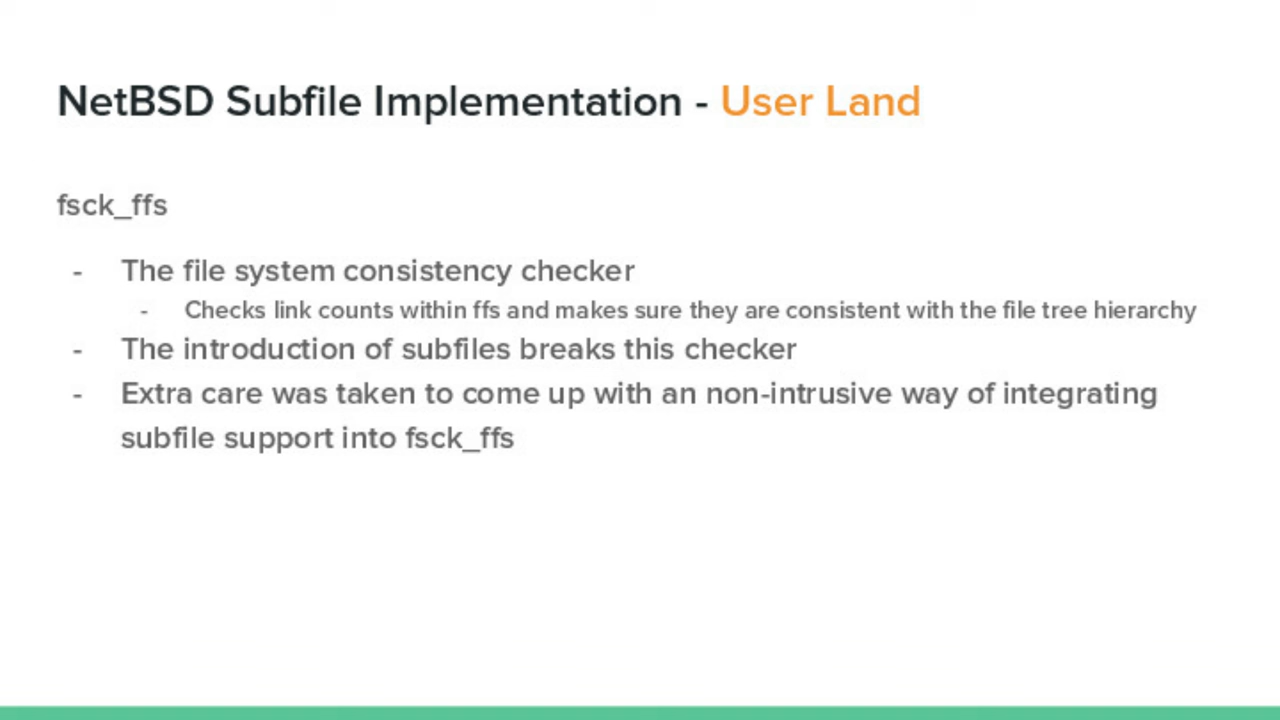 NetBSD Subfile Implementation - User Land
fsck_ffs
- The file system consistency checker
- Checks link counts within ffs and makes sure they are consistent with the file tree hierarchy
- The introduction of subfiles breaks this checker
- Extra care was taken to come up with an non-intrusive way of integrating
subfile support into fsck_ffs